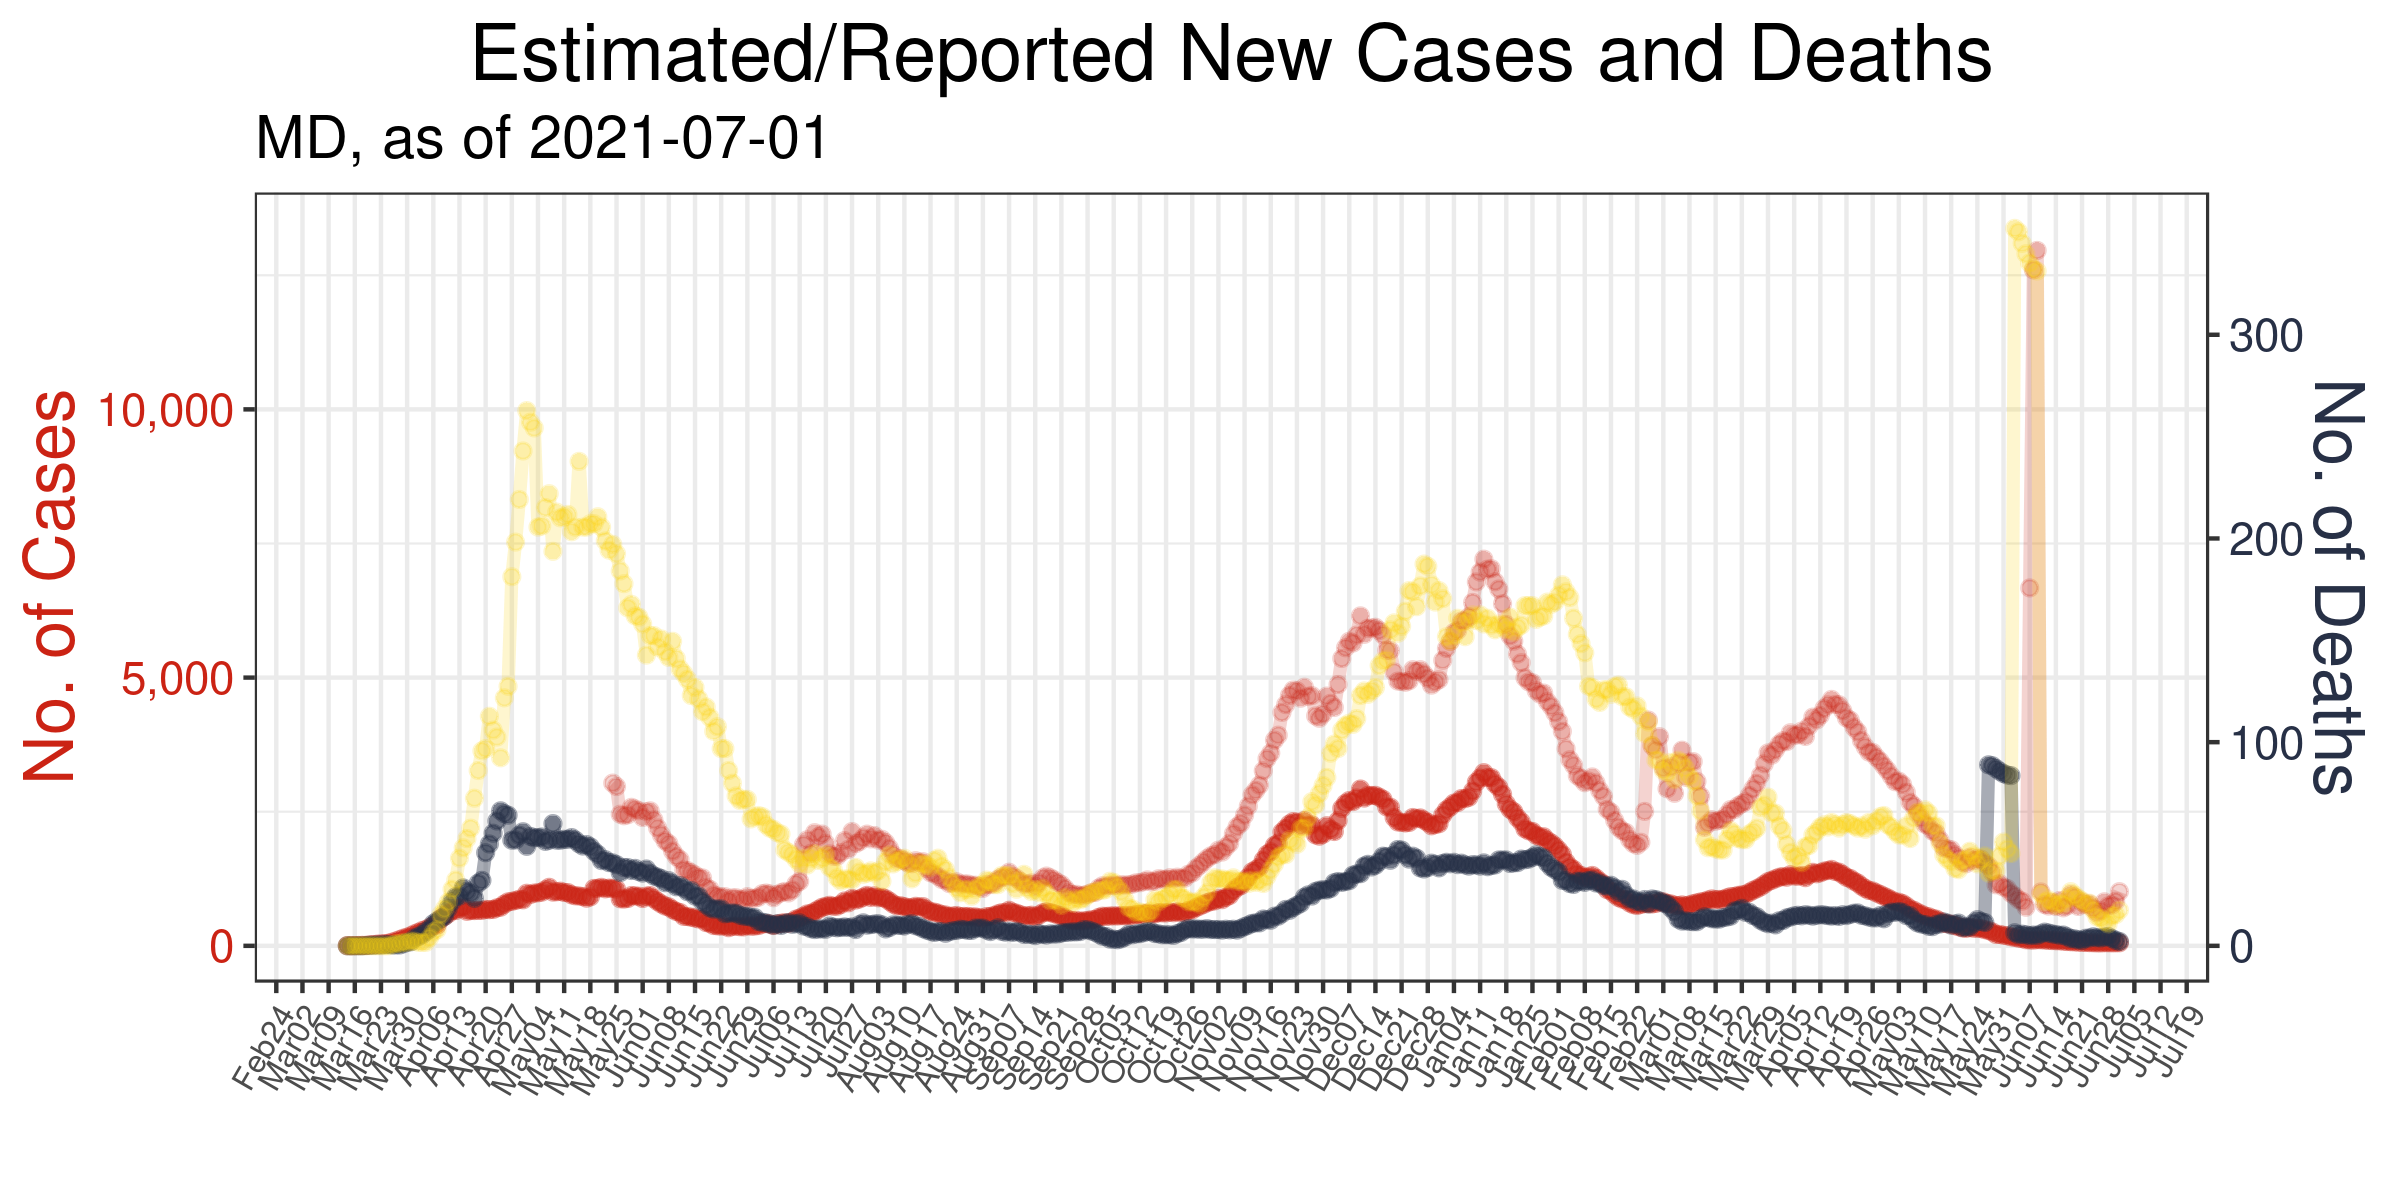 Estimated/Reported New Cases and Deaths
MD, as of 2021-07-01
No. of Cases
10,000
5,000
0
300
200
100
0
No. of Deaths
Feb24
Mar02
Mar09
Mar16
Mar23
Mar30
Apr06
Apr13
Apr20
Apr27
May04
May11
May18
May25
Jun01
Jun08
Jun15
Jun22
Jun29
Jul06
Jul13
Jul20
Jul27
Aug03
Aug10
Aug17
Aug24
Aug31
Sep07
Sep14
Sep21
Sep28
Oct05
Oct12
Oct19
Oct26
Nov02
Nov09
Nov16
Nov23
Nov30
Dec07
Dec14
Dec21
Dec28
Jan04
Jan11
Jan18
Jan25
Feb01
Feb08
Feb15
Feb22
Mar01
Mar08
Mar15
Mar22
Mar29
Apr05
Apr12
Apr19
Apr26
May03
May10
May17
May24
May31
Jun07
Jun14
Jun21
Jun28
Jul05
Jul12
Jul19